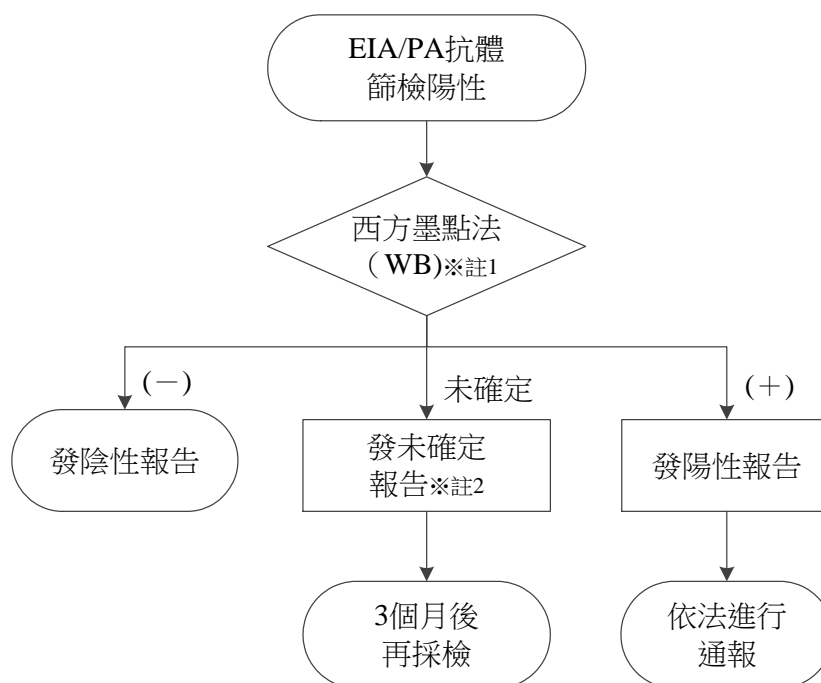 EIA/PA抗體
篩檢陽性
西方墨點法
（WB)※註1
(－)
未確定
(＋)
發陰性報告
發未確定
報告※註2
發陽性報告
3個月後
再採檢
依法進行
通報